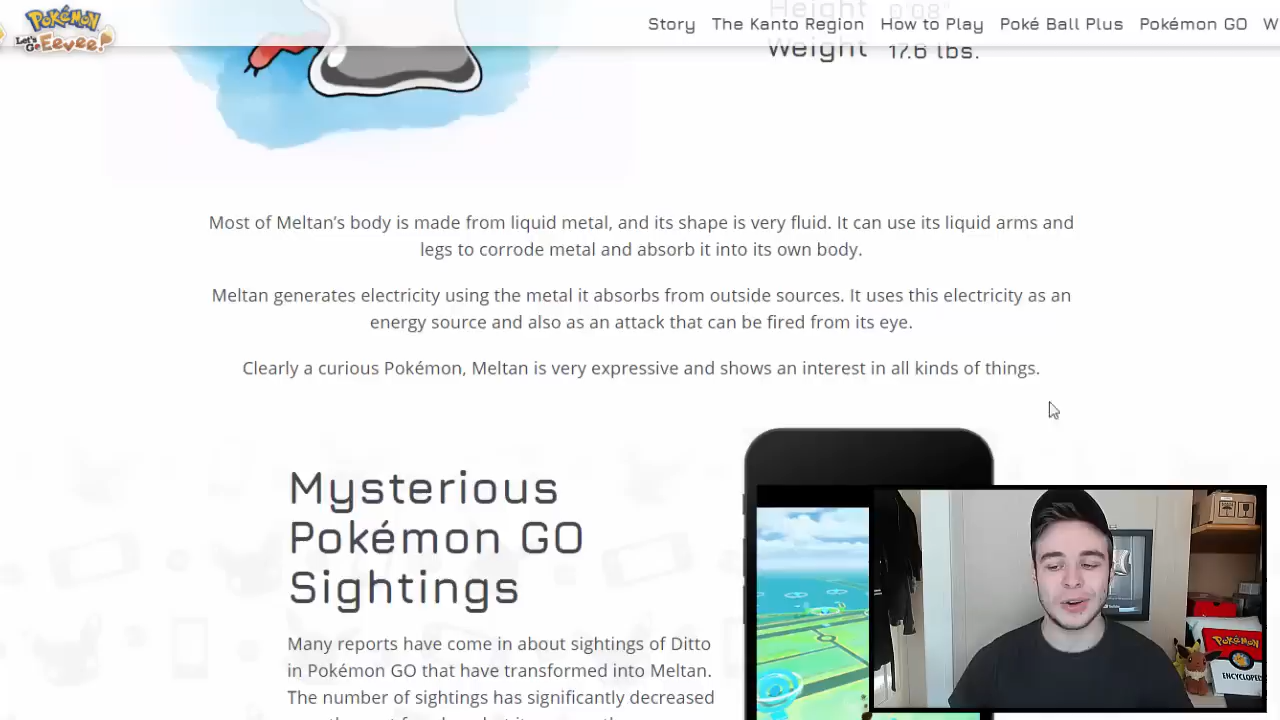 Pokémon
Let's Go Eevee!
Story The Kanto Region How to Play Poké Ball Plus Pokémon GO W
Height 0'08"
Weight 17.6 lbs.
Most of Meltan's body is made from liquid metal, and its shape is very fluid. It can use its liquid arms and
legs to corrode metal and absorb it into its own body.
Meltan generates electricity using the metal it absorbs from outside sources. It uses this electricity as an
energy source and also as an attack that can be fired from its eye.
Clearly a curious Pokémon, Meltan is very expressive and shows an interest in all kinds of things.
Mysterious
Pokémon GO
Sightings
Many reports have come in about sightings of Ditto
in Pokémon GO that have transformed into Meltan.
The number of sightings has significantly decreased
POKÉMON
ENCYCLOPED